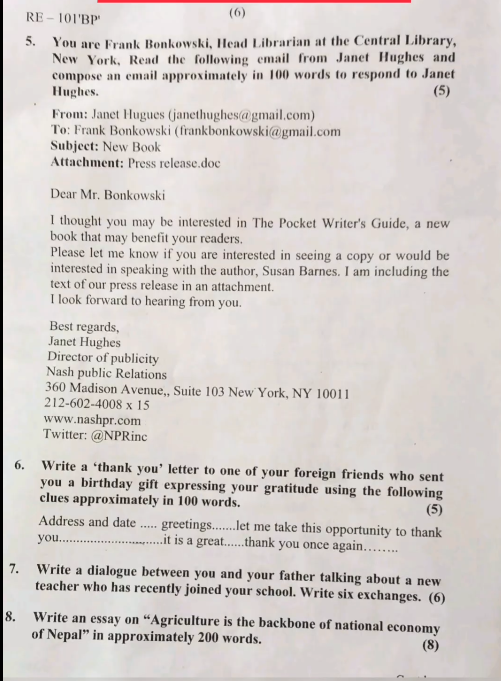 RE – 101'BP'
(6)
5. You are Frank Bonkowski, Head Librarian at the Central Library,
New York, Read the following email from Janet Hughes and
compose an email approximately in 100 words to respond to Janet
Hughes. (5)
From: Janet Hugues (janethughes@gmail.com)
To: Frank Bonkowski (frankbonkowski@gmail.com
Subject: New Book
Attachment: Press release.doc
Dear Mr. Bonkowski
I thought you may be interested in The Pocket Writer's Guide, a new
book that may benefit your readers.
Please let me know if you are interested in seeing a copy or would be
interested in speaking with the author, Susan Barnes. I am including the
text of our press release in an attachment.
I look forward to hearing from you.
Best regards,
Janet Hughes
Director of publicity
Nash public Relations
360 Madison Avenue,, Suite 103 New York, NY 10011
212-602-4008 x 15
www.nashpr.com
Twitter: @NPRinc
6. Write a 'thank you' letter to one of your foreign friends who sent
you a birthday gift expressing your gratitude using the following
clues approximately in 100 words. (5)
Address and date ..... greetings.......let me take this opportunity to thank
you..............................it is a great......thank you once again........
7. Write a dialogue between you and your father talking about a new
teacher who has recently joined your school. Write six exchanges. (6)
8. Write an essay on "Agriculture is the backbone of national economy
of Nepal" in approximately 200 words. (8)